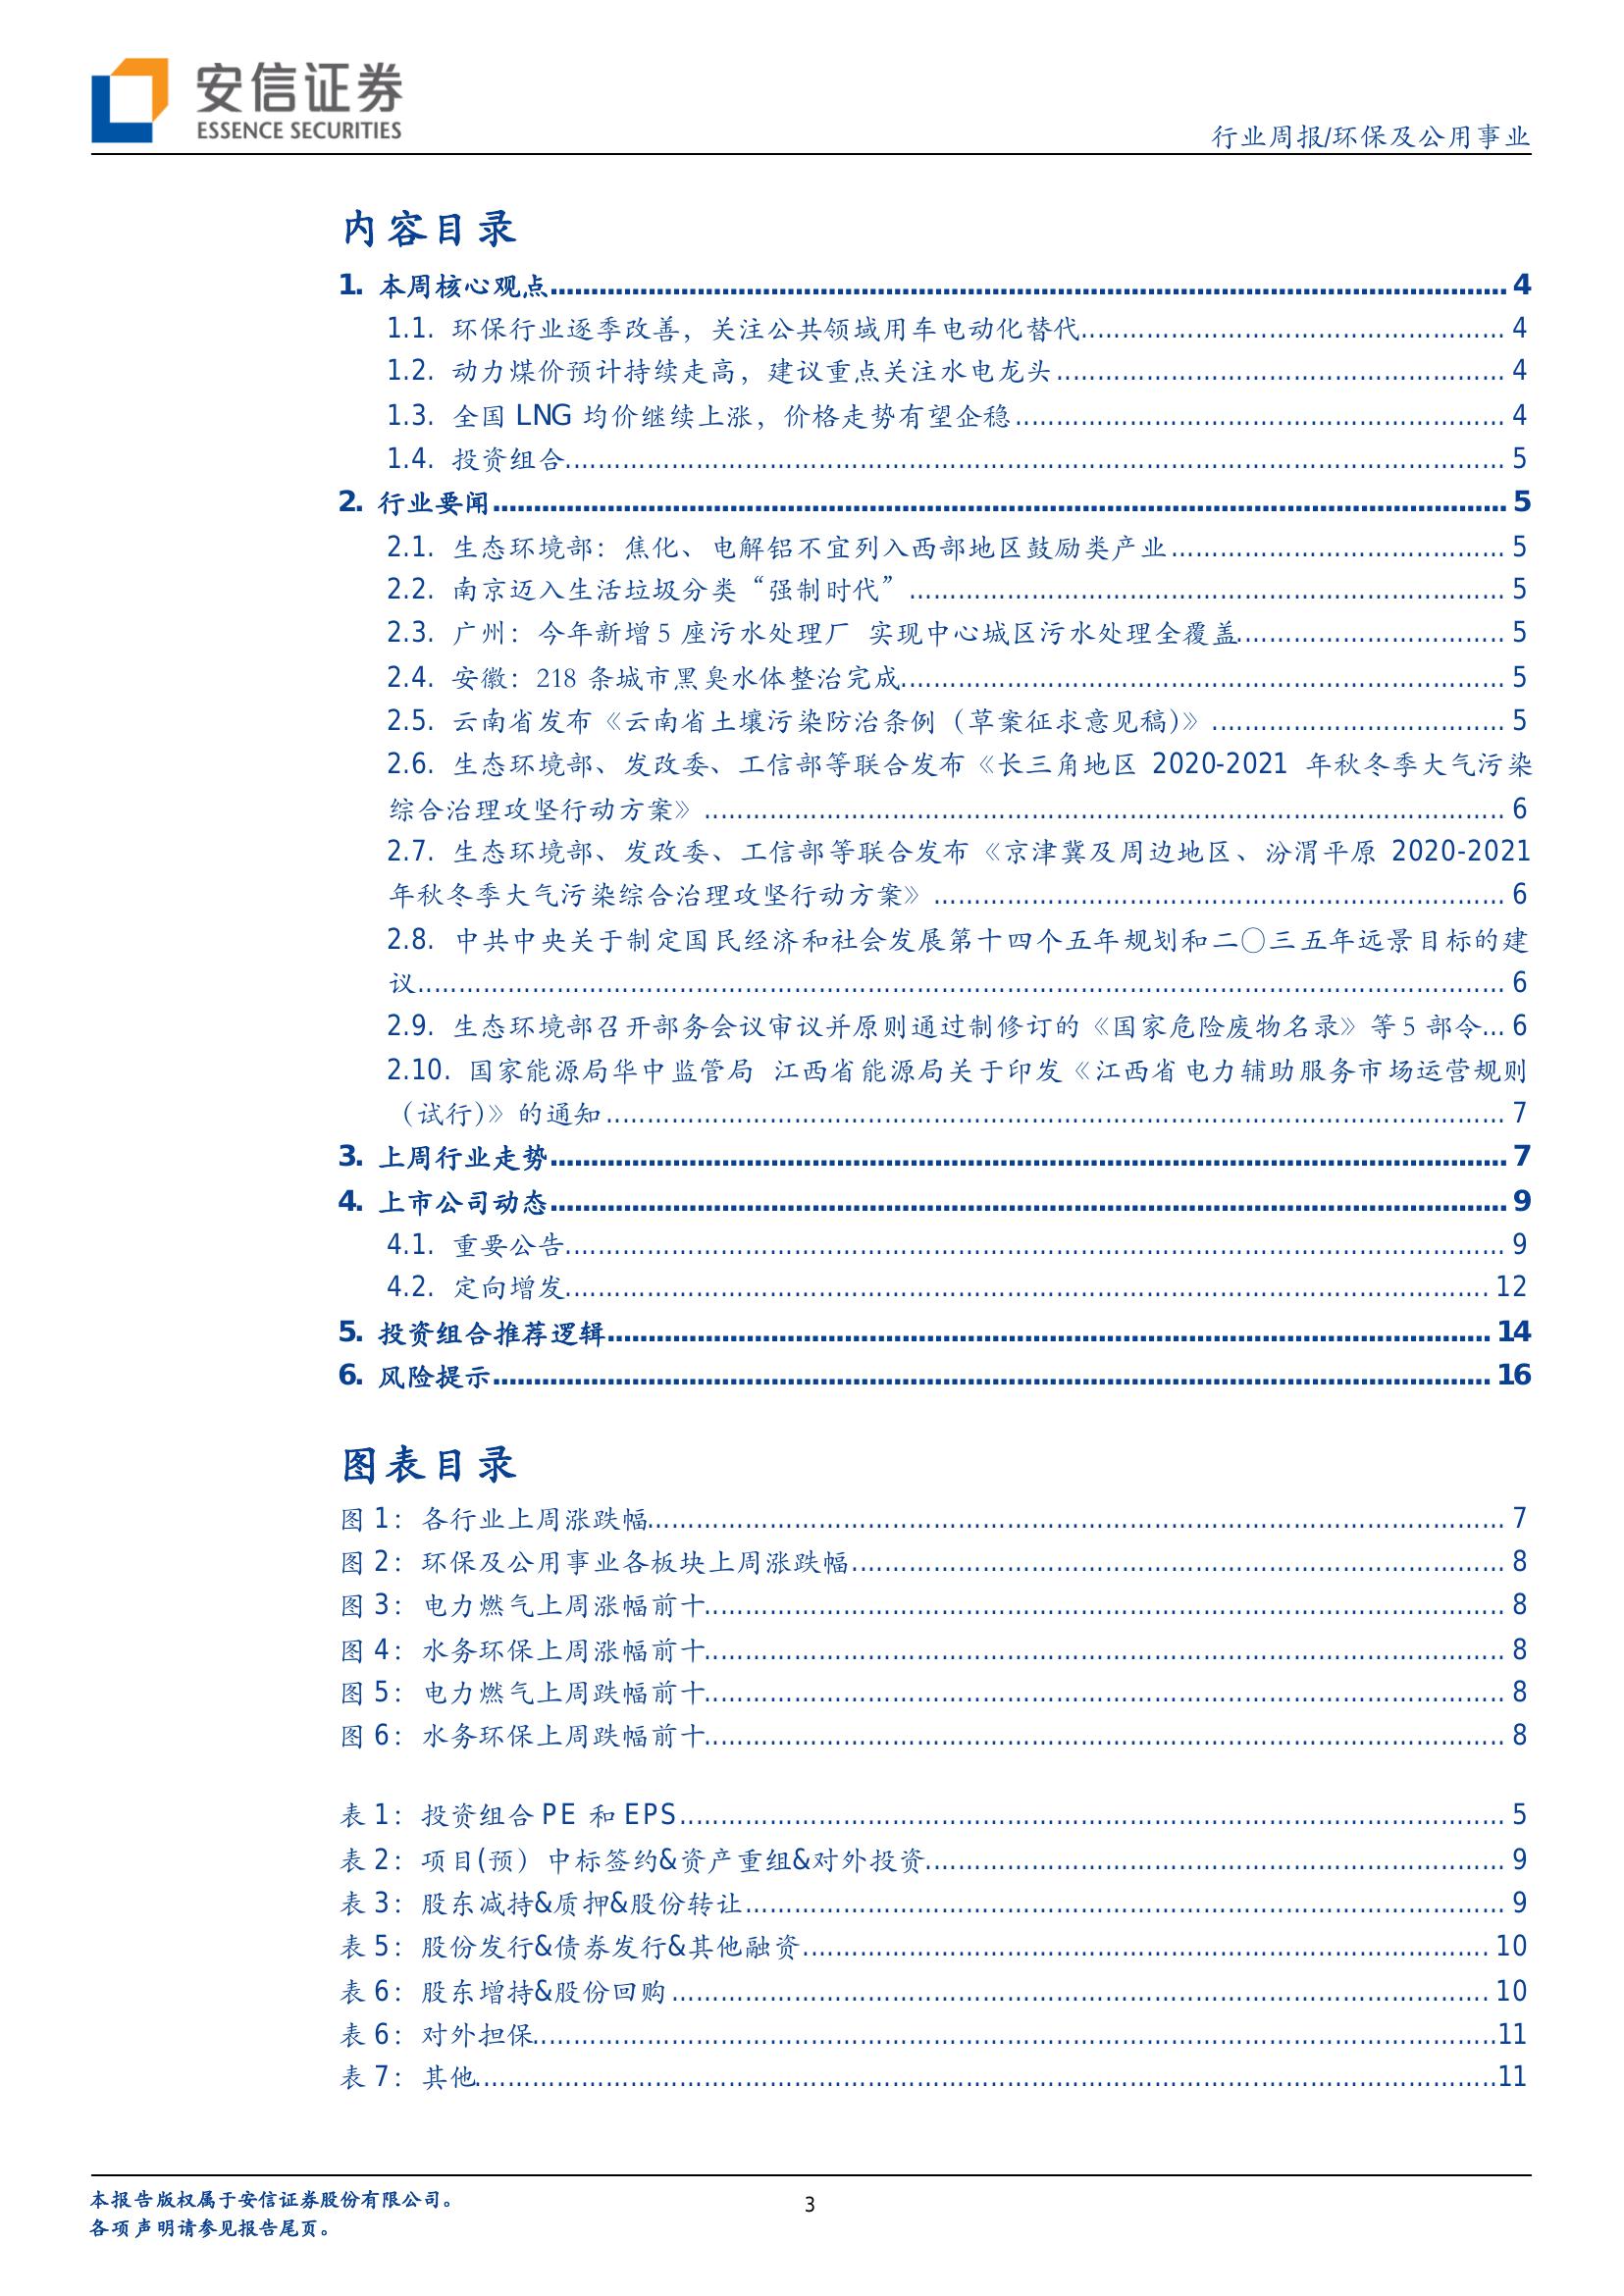 安信证券
ESSENCE SECURITIES
行业周报/环保及公用事业
内容目录
1. 本周核心观点 4
1.1. 环保行业逐季改善，关注公共领域用车电动化替代 4
1.2. 动力煤价预计持续走高，建议重点关注水电龙头 4
1.3. 全国 LNG 均价继续上涨，价格走势有望企稳 4
1.4. 投资组合 5
2. 行业要闻 5
2.1. 生态环境部：焦化、电解铝不宜列入西部地区鼓励类产业 5
2.2. 南京迈入生活垃圾分类“强制时代” 5
2.3. 广州：今年新增 5 座污水处理厂 实现中心城区污水处理全覆盖 5
2.4. 安徽：218 条城市黑臭水体整治完成 5
2.5. 云南省发布《云南省土壤污染防治条例（草案征求意见稿)》 5
2.6. 生态环境部、发改委、工信部等联合发布《长三角地区 2020-2021 年秋冬季大气污染
综合治理攻坚行动方案》 6
2.7. 生态环境部、发改委、工信部等联合发布《京津冀及周边地区、汾渭平原 2020-2021
年秋冬季大气污染综合治理攻坚行动方案》 6
2.8. 中共中央关于制定国民经济和社会发展第十四个五年规划和二〇三五年远景目标的建
议 6
2.9. 生态环境部召开部务会议审议并原则通过制修订的《国家危险废物名录》等 5 部令 6
2.10. 国家能源局华中监管局 江西省能源局关于印发《江西省电力辅助服务市场运营规则
（试行)》的通知 7
3. 上周行业走势 7
4. 上市公司动态 9
4.1. 重要公告 9
4.2. 定向增发 12
5. 投资组合推荐逻辑 14
6. 风险提示 16
图表目录
图 1：各行业上周涨跌幅 7
图 2：环保及公用事业各板块上周涨跌幅 8
图 3：电力燃气上周涨幅前十 8
图 4：水务环保上周涨幅前十 8
图 5：电力燃气上周跌幅前十 8
图 6：水务环保上周跌幅前十 8
表 1：投资组合 PE 和 EPS 5
表 2：项目(预）中标签约&资产重组&对外投资 9
表 3：股东减持&质押&股份转让 9
表 5：股份发行&债券发行&其他融资 10
表 6：股东增持&股份回购 10
表 6：对外担保 11
表 7：其他 11
本报告版权属于安信证券股份有限公司。
3
各项声明请参见报告尾页。